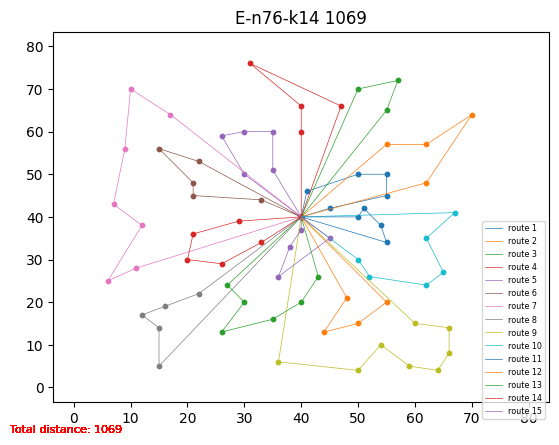 E-n76-k14 1069
80
70
60
50
40
30
20
10
0
0 10 20 30 40 50 60 70 80
route 1
route 2
route 3
route 4
route 5
route 6
route 7
route 8
route 9
route 10
route 11
route 12
route 13
route 14
route 15
Total distance: 1069